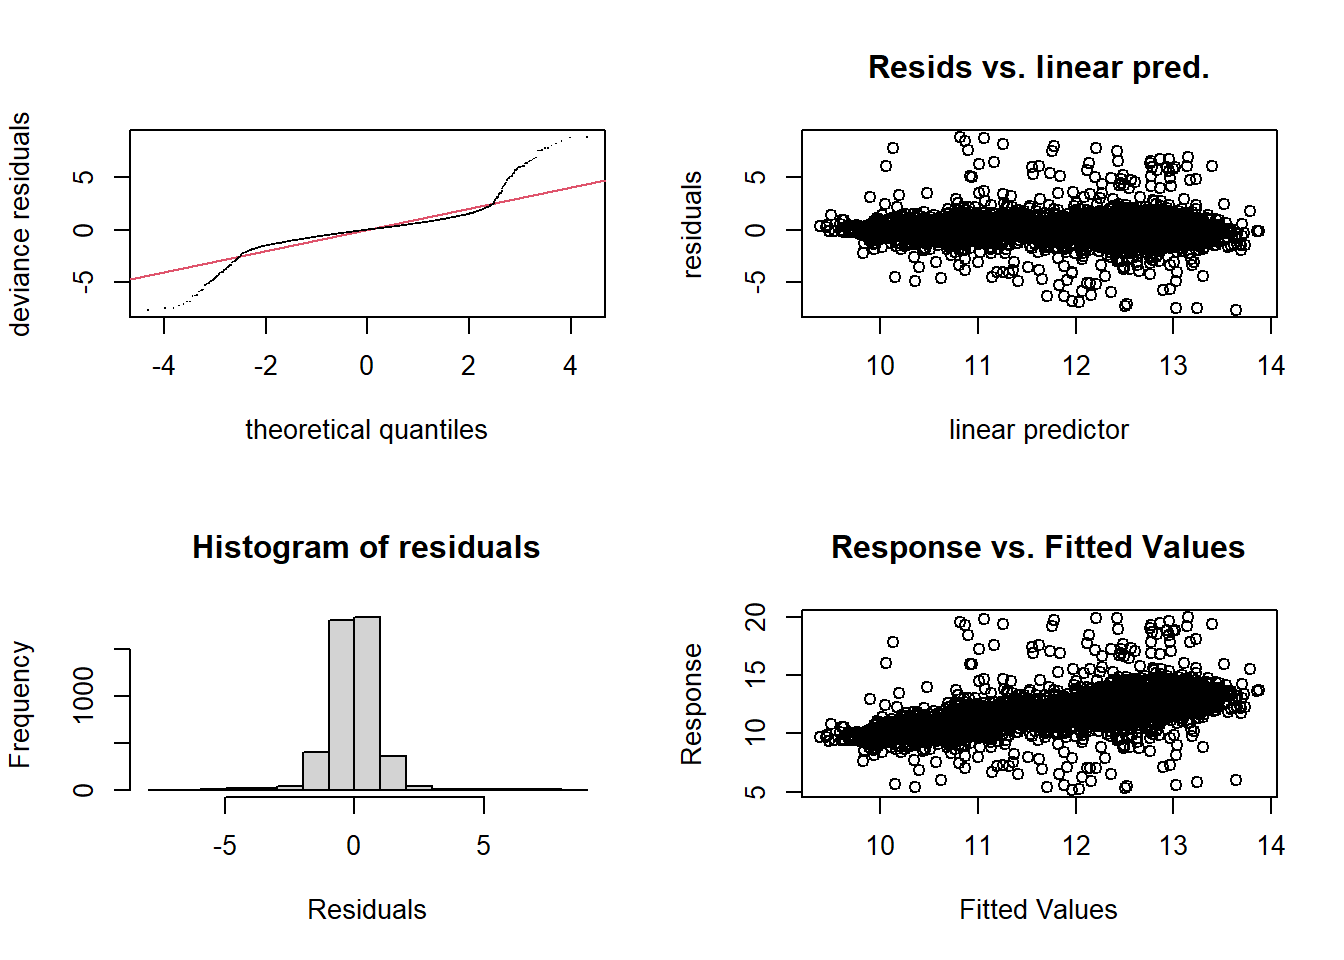 deviance residuals
5
0
-5
-4 -2 0 2 4
theoretical quantiles
Resids vs. linear pred.
residuals
5
0
-5
10 11 12 13 14
linear predictor
Histogram of residuals
Frequency
1000
0
-5 0 5
Residuals
Response vs. Fitted Values
Response
20
15
10
5
10 11 12 13 14
Fitted Values